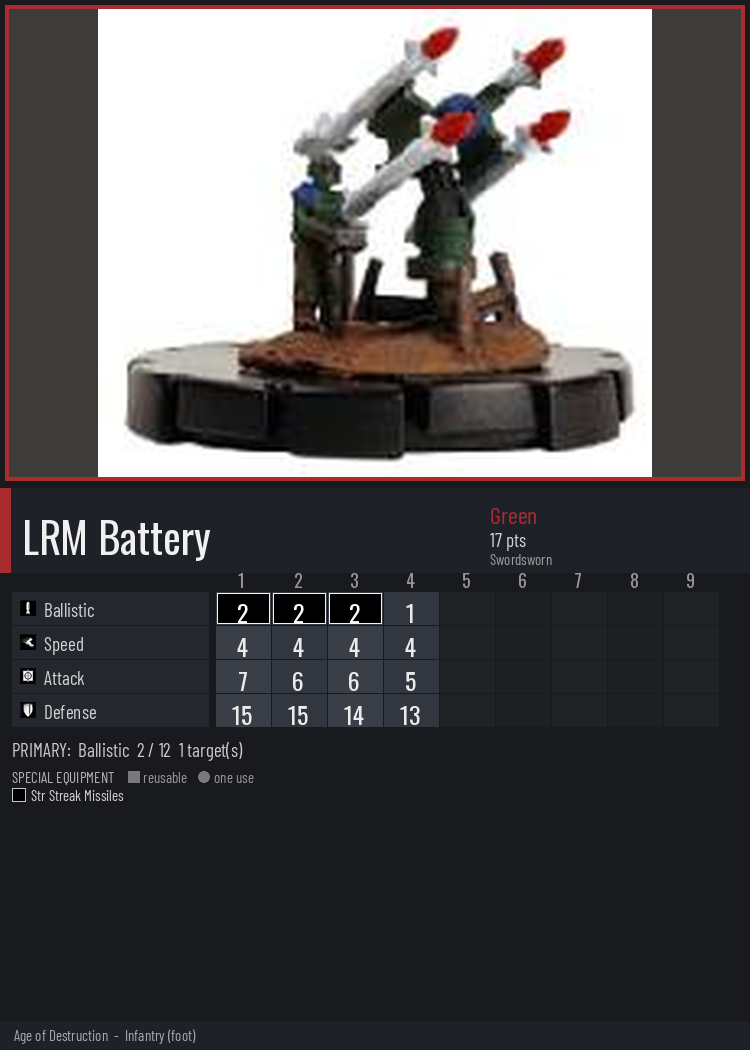 LRM Battery
Green
17 pts
Swordsworn
1 2 3 4 5 6 7 8 9
Ballistic 2 2 2 1
Speed 4 4 4 4
Attack 7 6 6 5
Defense 15 15 14 13
PRIMARY: Ballistic 2 / 12 1 target(s)
SPECIAL EQUIPMENT reusable one use
Str Streak Missiles
Age of Destruction - Infantry (foot)